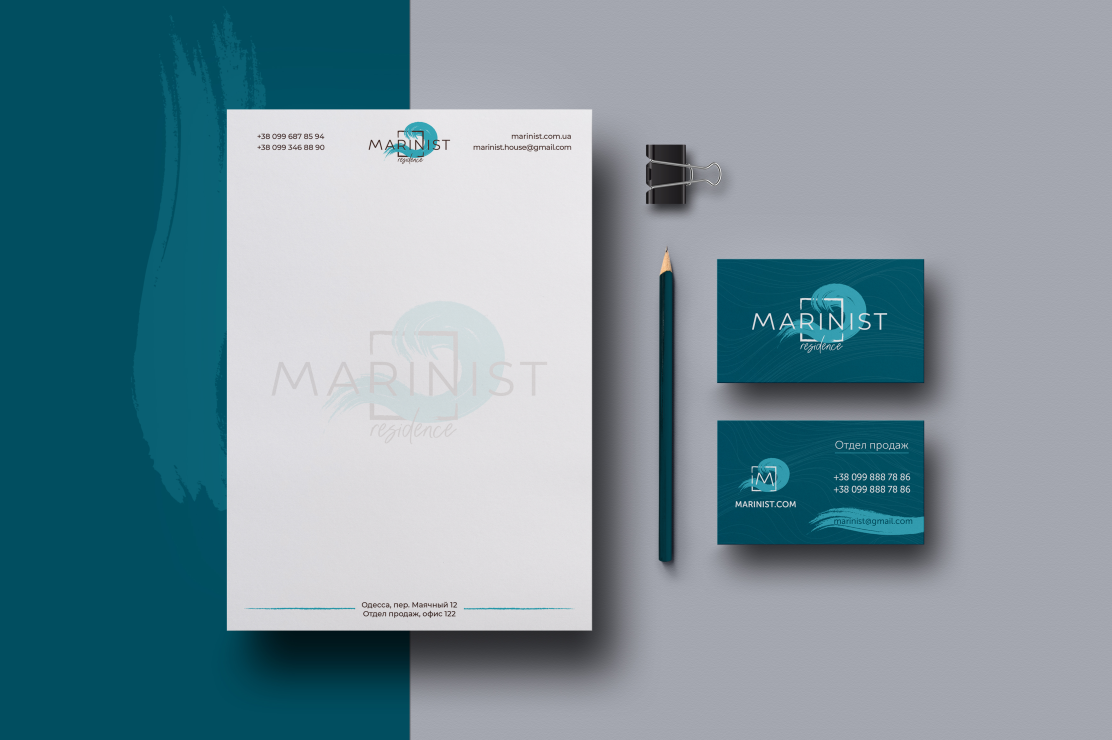 +38 099 687 85 94
+38 099 346 88 90
MARINIST
residence
marinist.com.ua
marinist.house@gmail.com
MARINIST
residence
Одесса, пер. Маячный 12
Отдел продаж, офис 122
MARINIST
residence
Отдел продаж
+38 099 888 78 86
+38 099 888 78 86
M
MARINIST.COM
marinist@gmail.com